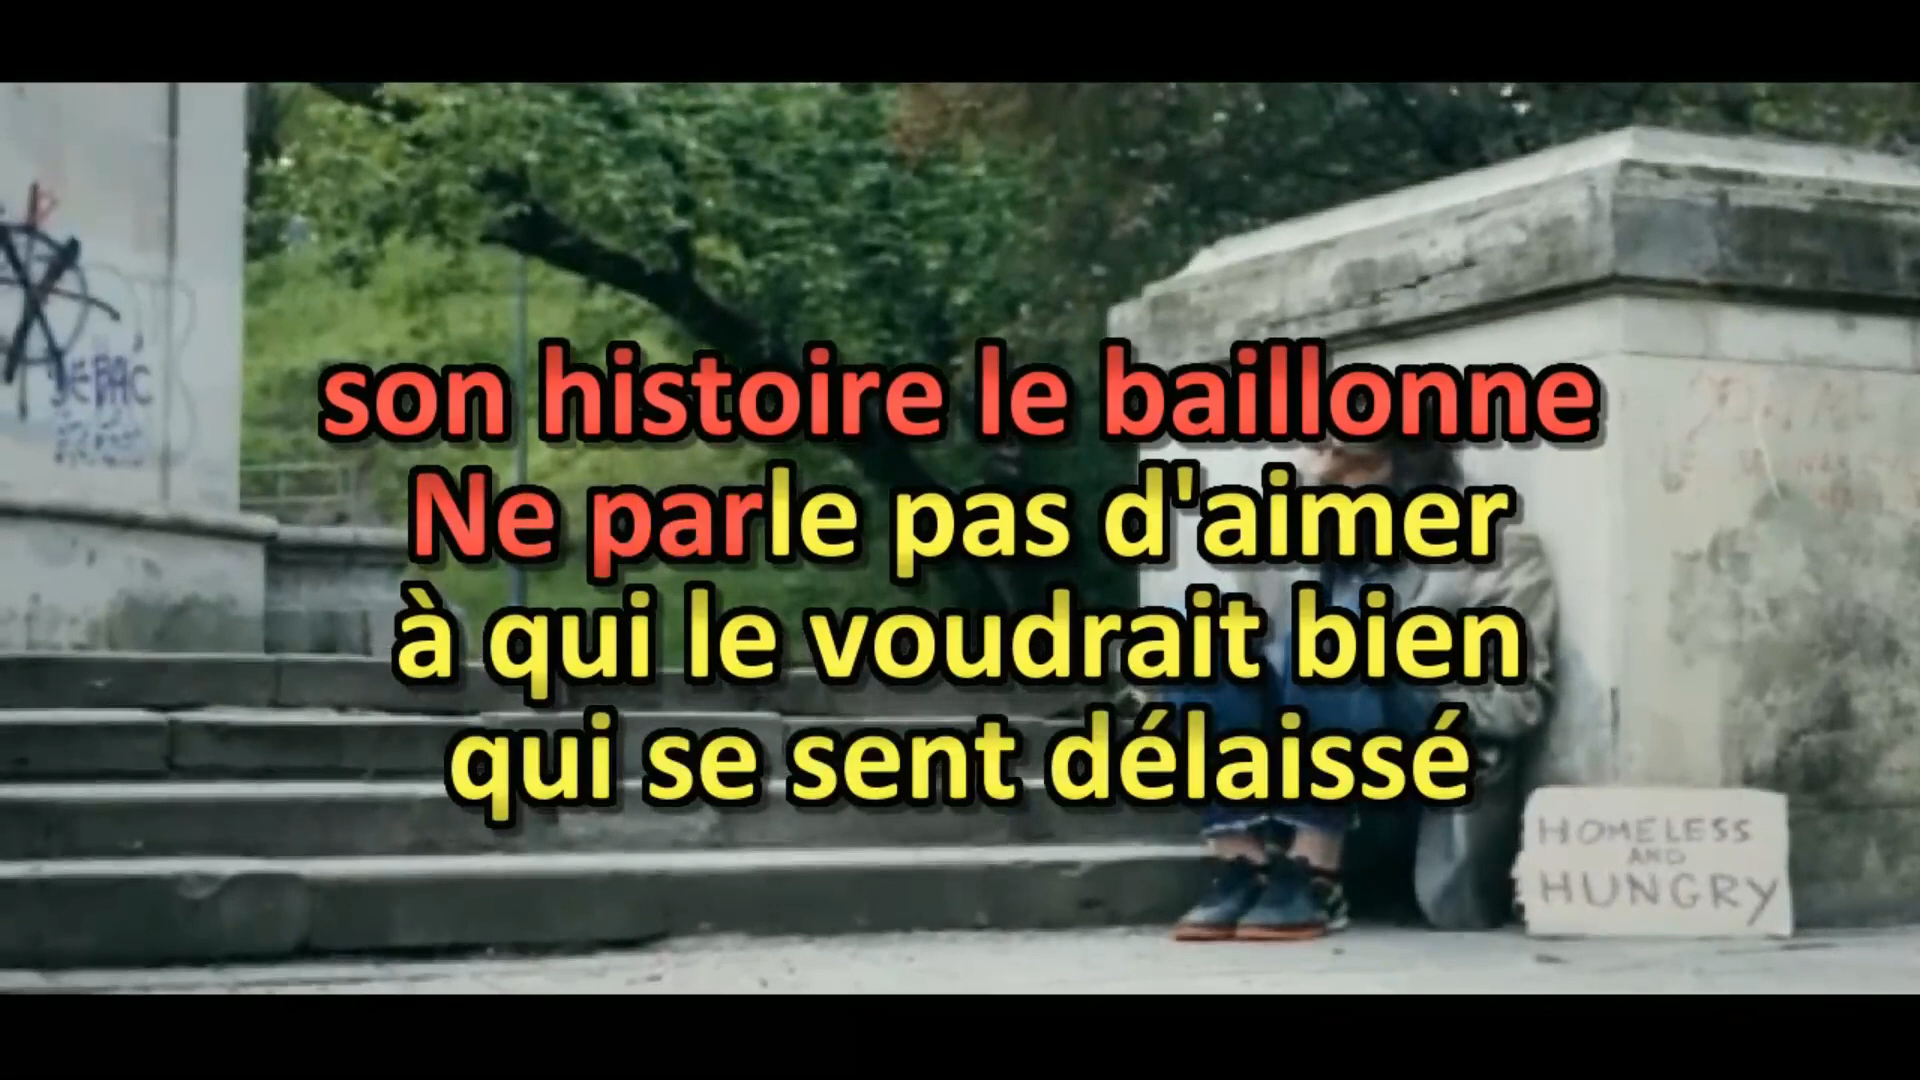 son histoire le baillonne
Ne parle pas d'aimer
à qui le voudrait bien
qui se sent délaissé
HOMELESS
AND
HUNGRY